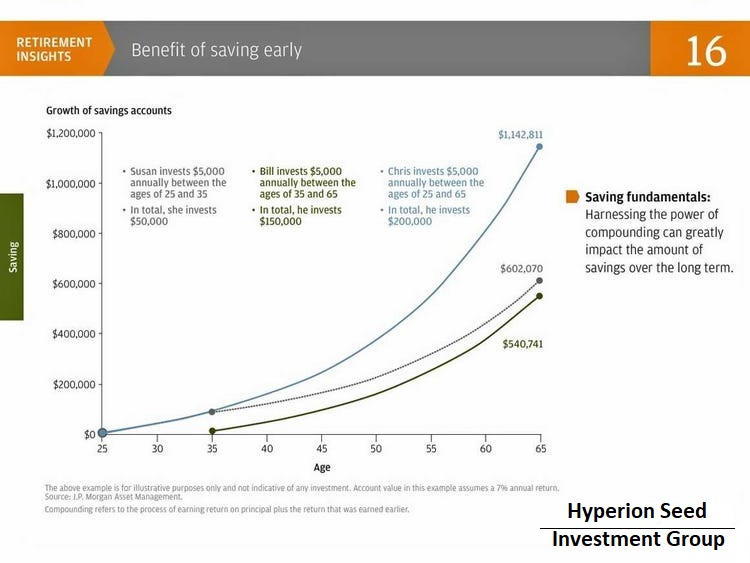 RETIREMENT
INSIGHTS
Benefit of saving early
16
Growth of savings accounts
$1,200,000
$1,000,000
$800,000
$600,000
$400,000
$200,000
$0
25
30
35
40
45
50
55
60
65
Age
• Susan invests $5,000
annually between the
ages of 25 and 35
• In total, she invests
$50,000
• Bill invests $5,000
annually between the
ages of 35 and 65
• In total, he invests
$150,000
• Chris invests $5,000
annually between the
ages of 25 and 65
• In total, he invests
$200,000
$1,142,811
$602,070
$540,741
Saving fundamentals:
Harnessing the power of
compounding can greatly
impact the amount of
savings over the long term.
Saving
The above example is for illustrative purposes only and not indicative of any investment. Account value in this example assumes a 7% annual return.
Source: J.P. Morgan Asset Management.
Compounding refers to the process of earning return on principal plus the return that was earned earlier.
Hyperion Seed
Investment Group